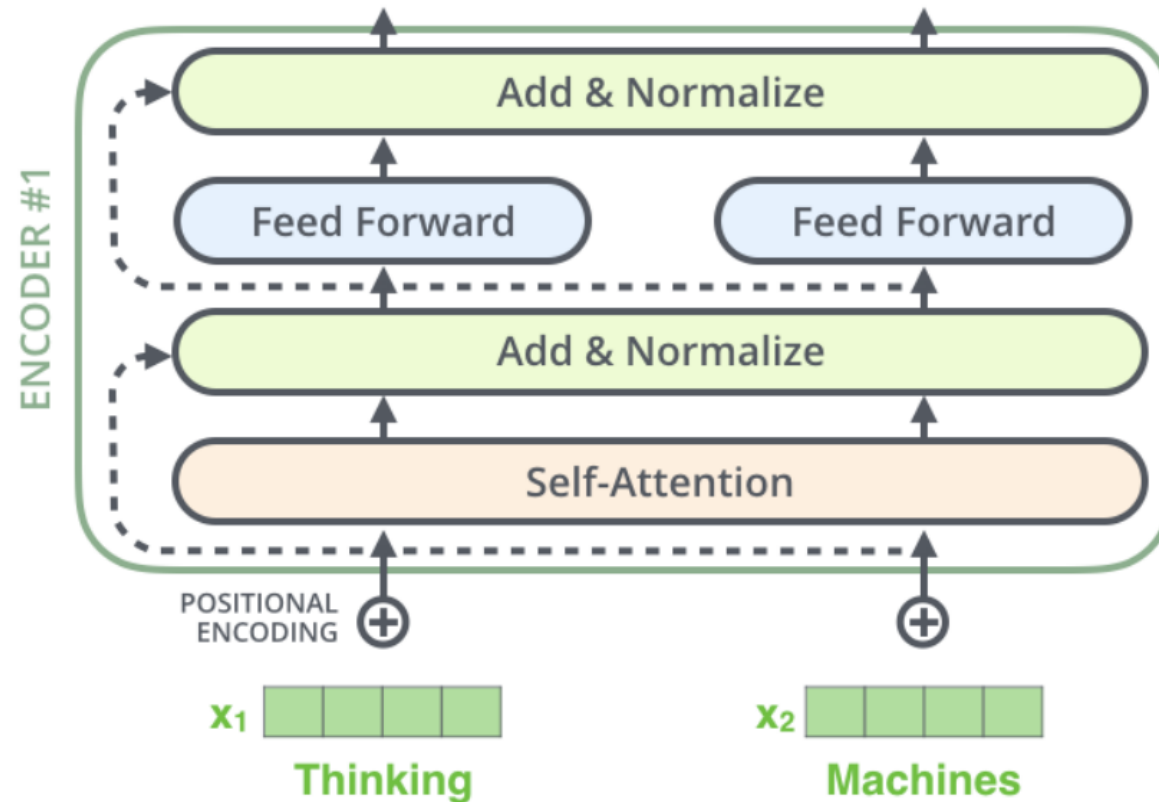 Add & Normalize
Feed Forward
Feed Forward
Add & Normalize
Self-Attention
ENCODER #1
POSITIONAL
ENCODING
x₁
x₂
Thinking
Machines